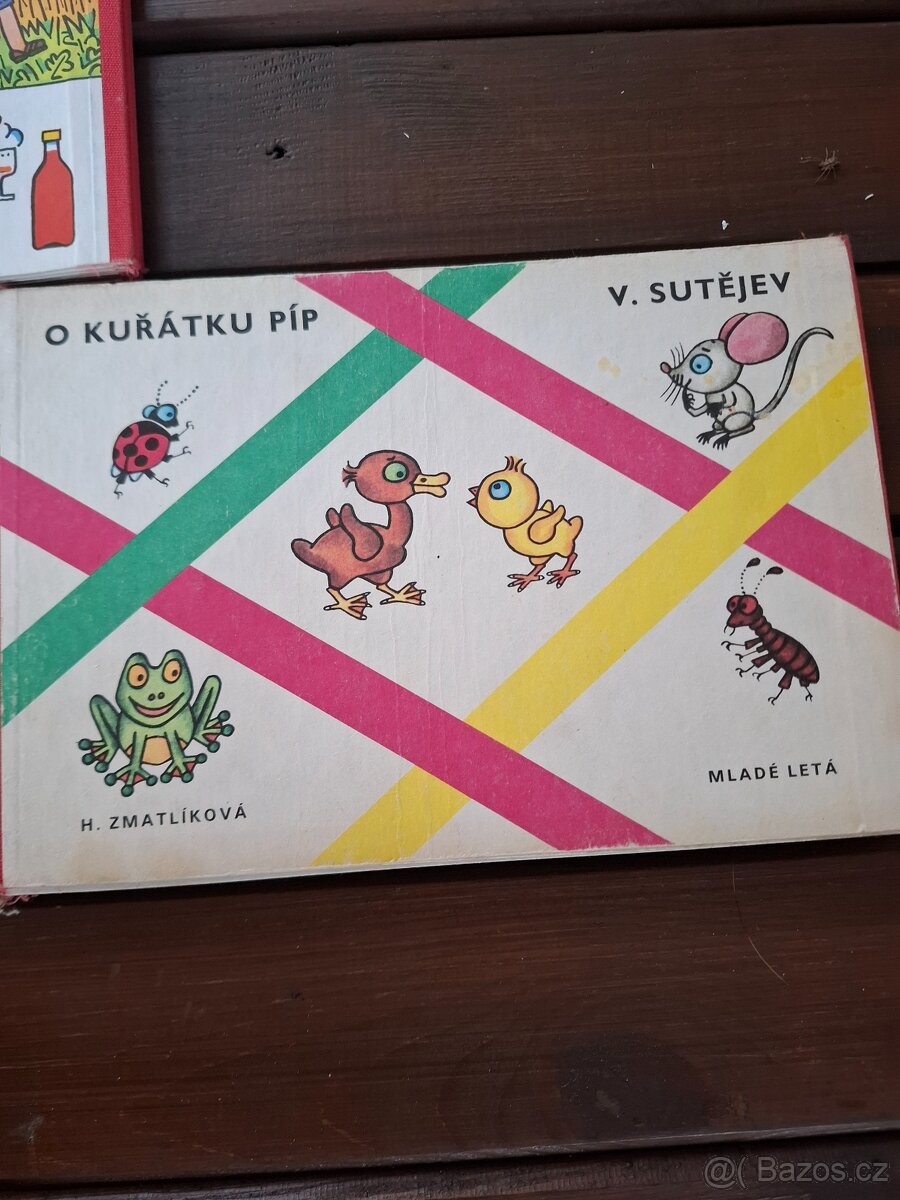 O KUŘÁTKU PÍP
V. SUTĚJEV
H. ZMATLÍKOVÁ
MLADÉ LETÁ
@( Bazos.cz